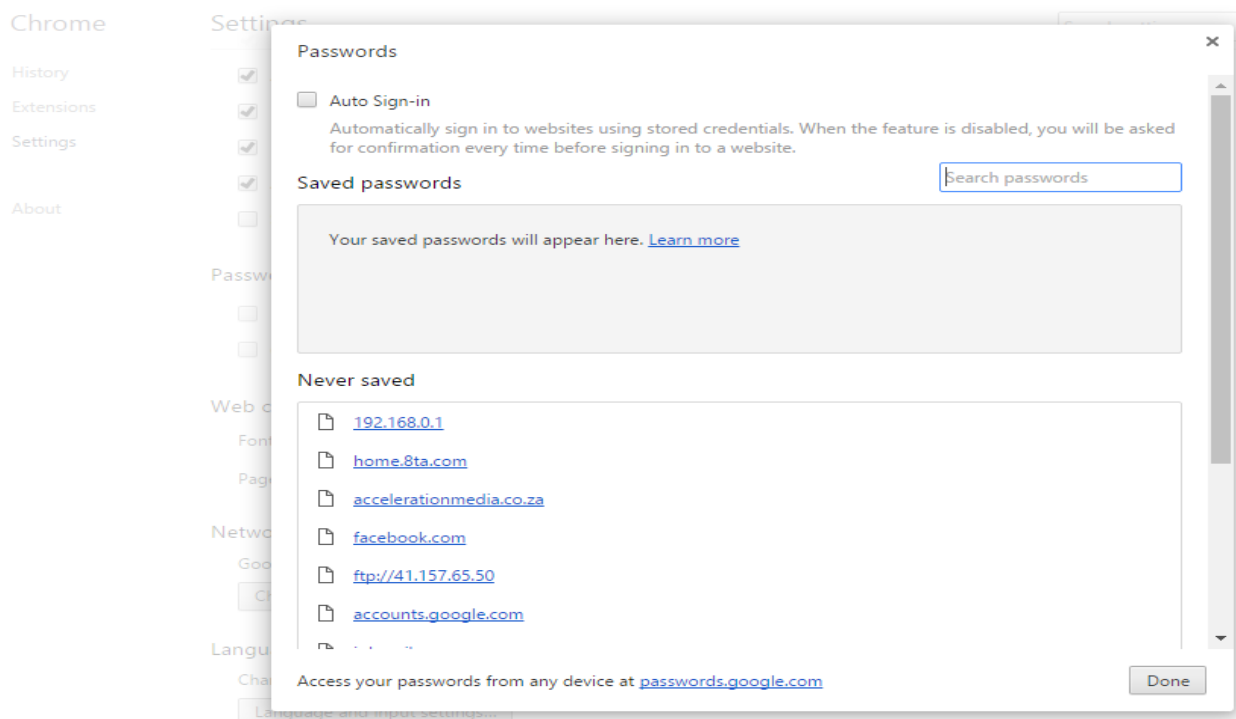 Chrome
Settings
History
Extensions
Settings
About
Passwords
×
Auto Sign-in
Automatically sign in to websites using stored credentials. When the feature is disabled, you will be asked
for confirmation every time before signing in to a website.
Saved passwords
Search passwords
Your saved passwords will appear here. Learn more
Never saved
192.168.0.1
home.8ta.com
accelerationmedia.co.za
facebook.com
ftp://41.157.65.50
accounts.google.com
Access your passwords from any device at passwords.google.com
Done
Language and input settings...